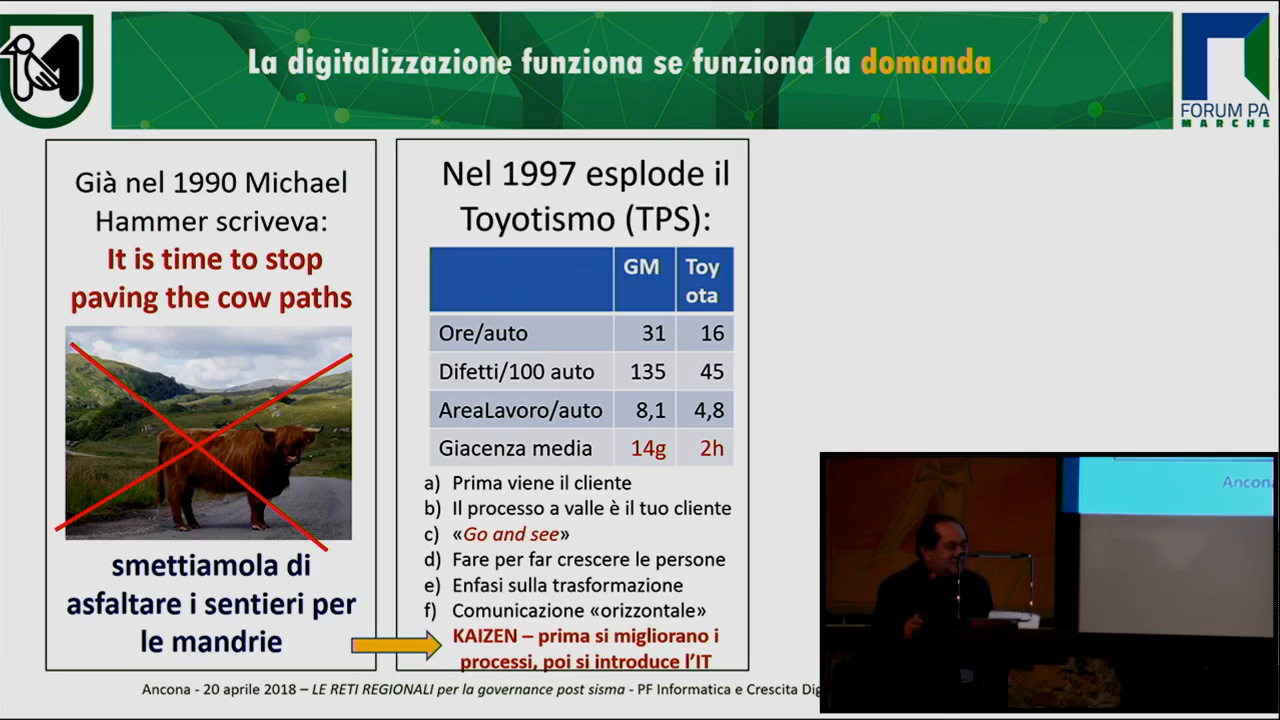 La digitalizzazione funziona se funziona la domanda
FORUM PA
MARCHE
Già nel 1990 Michael
Hammer scriveva:
It is time to stop
paving the cow paths
smettiamola di
asfaltare i sentieri per
le mandrie
Nel 1997 esplode il
Toyotismo (TPS):
GM Toy
ota
Ore/auto 31 16
Difetti/100 auto 135 45
AreaLavoro/auto 8,1 4,8
Giacenza media 14g 2h
a) Prima viene il cliente
b) Il processo a valle è il tuo cliente
c) «Go and see»
d) Fare per far crescere le persone
e) Enfasi sulla trasformazione
f) Comunicazione «orizzontale»
KAIZEN – prima si migliorano i
processi, poi si introduce l’IT
Ancona - 20 aprile 2018 – LE RETI REGIONALI per la governance post sisma - PF Informatica e Crescita Dig
Ancona